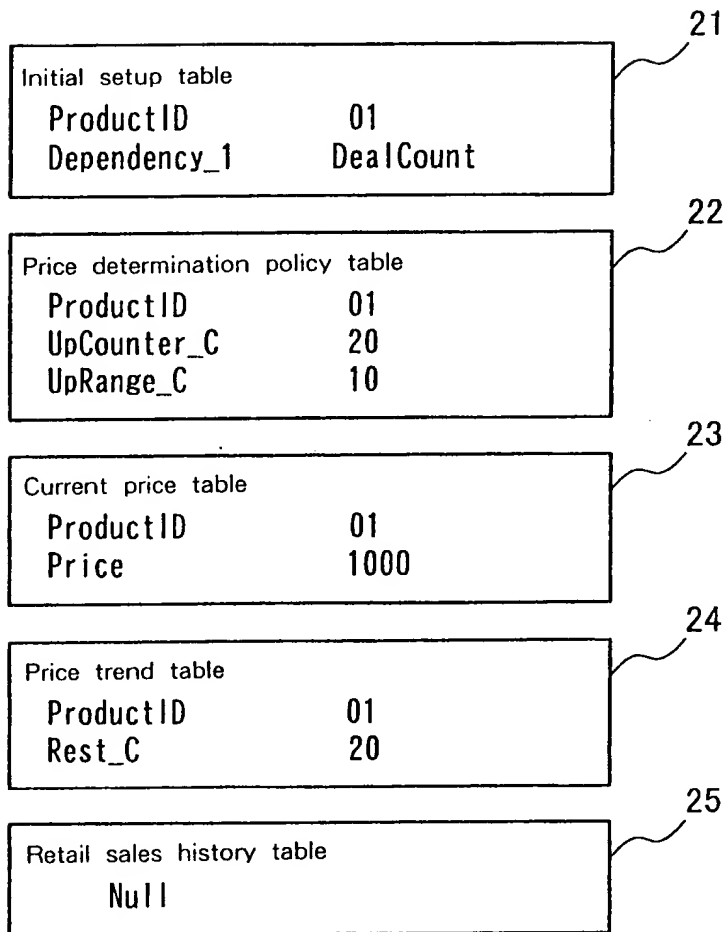 21
Initial setup table
ProductID 01
Dependency_1 DealCount
22
Price determination policy table
ProductID 01
UpCounter_C 20
UpRange_C 10
23
Current price table
ProductID 01
Price 1000
24
Price trend table
ProductID 01
Rest_C 20
25
Retail sales history table
Null